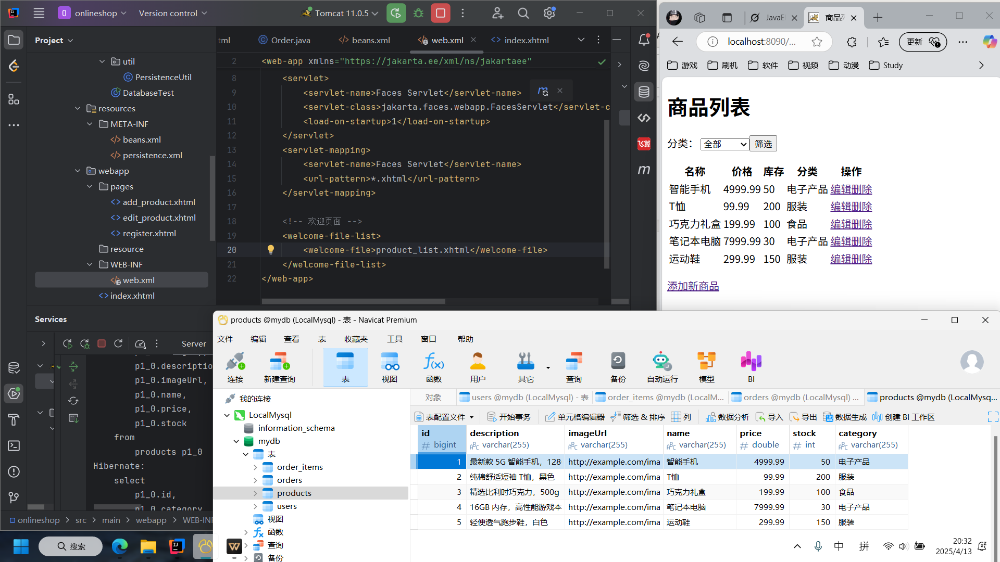 onlineshop
Version control
Tomcat 11.0.5
Project
util
PersistenceUtil
DatabaseTest
resources
META-INF
beans.xml
persistence.xml
webapp
pages
add_product.xhtml
edit_product.xhtml
register.xhtml
resource
WEB-INF
web.xml
index.xhtml
tml
Order.java
beans.xml
web.xml
index.xhtml
2 <web-app xmlns="https://jakarta.ee/xml/ns/jakartaee"
8 <servlet>
9 <servlet-name>Faces Servlet</servlet-name>
10 <servlet-class>jakarta.faces.webapp.FacesServlet</servlet-c
11 <load-on-startup>1</load-on-startup>
12 </servlet>
13 <servlet-mapping>
14 <servlet-name>Faces Servlet</servlet-name>
15 <url-pattern>*.xhtml</url-pattern>
16 </servlet-mapping>
17
18 <!-- 欢迎页面 -->
19 <welcome-file-list>
20 <welcome-file>product_list.xhtml</welcome-file>
21 </welcome-file-list>
22 </web-app>
飞算
m
Services
Server
p1_0.descriptio
p1_0.imageUrl,
p1_0.name,
p1_0.price,
p1_0.stock
from
products p1_0
Hibernate:
select
p1_0.id,
p1_0.category
onlineshop > src > main > webapp > WEB-INF
JavaE
商品列
localhost:8090/...
更新
游戏 刷机 软件 视频 动漫 Study
商品列表
分类： 全部 筛选
名称 价格 库存 分类 操作
智能手机 4999.99 50 电子产品 编辑删除
T恤 99.99 200 服装 编辑删除
巧克力礼盒 199.99 100 食品 编辑删除
笔记本电脑 7999.99 30 电子产品 编辑删除
运动鞋 299.99 150 服装 编辑删除
添加新商品
products @mydb (LocalMysql) - 表 - Navicat Premium
文件 编辑 查看 表 收藏夹 工具 窗口 帮助
连接 新建查询 表 视图 函数 用户 其它 查询 备份 自动运行 模型 BI
我的连接
LocalMysql
information_schema
mydb
表
order_items
orders
products
users
视图
函数
查询
备份
对象 users @mydb (LocalMysql) - 表 order_items @mydb (LocalM... orders @mydb (LocalMysql) ... products @mydb (LocalMysq...
表配置文件 开始事务 单元格编辑器 筛选 & 排序 列 数据分析 导入 导出 数据生成 创建 BI 工作区
id description imageUrl name price stock category
# bigint varchar(255) varchar(255) varchar(255) # double # int varchar(255)
1 最新款 5G 智能手机，128 http://example.com/ima 智能手机 4999.99 50 电子产品
2 纯棉舒适短袖 T恤，黑色 http://example.com/ima T恤 99.99 200 服装
3 精选比利时巧克力，500g http://example.com/ima 巧克力礼盒 199.99 100 食品
4 16GB 内存，高性能游戏本 http://example.com/ima 笔记本电脑 7999.99 30 电子产品
5 轻便透气跑步鞋，白色 http://example.com/ima 运动鞋 299.99 150 服装
搜索
中 拼
20:32
2025/4/13